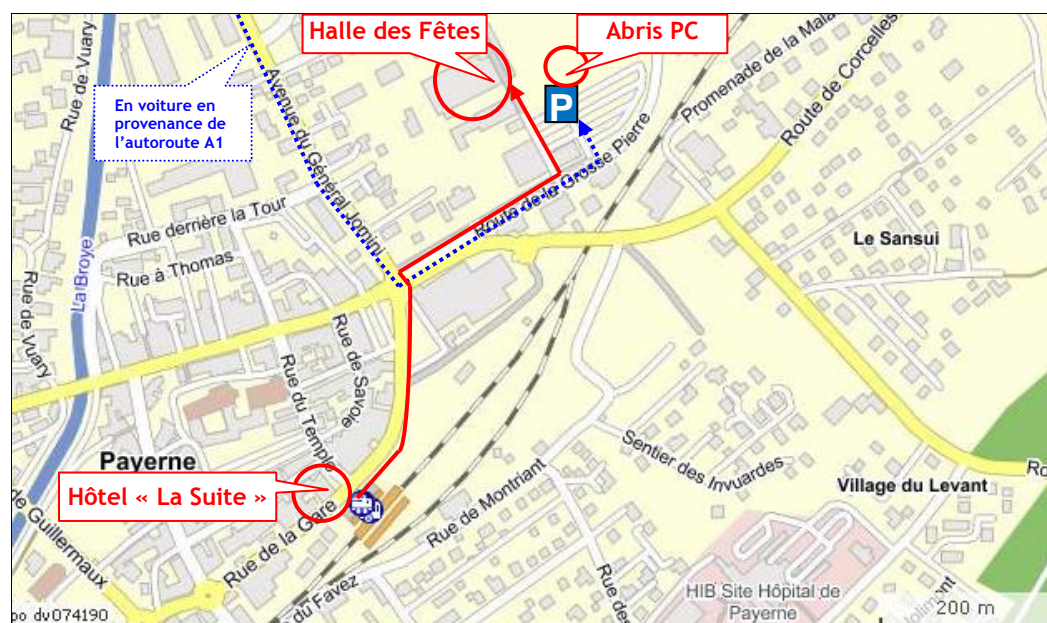 Halle des Fêtes
Abris PC
En voiture en
provenance de
l'autoroute A1
P
Rue de Vuary
Avenue du Général Jomini
Promenade de la Mala
Route de Corcelles
Route de la Grosse Pierre
Rue derrière la Tour
Rue à Thomas
La Broye
Rue de Vuary
Le Sansui
Rue de Savoie
Rue du Temple
Payerne
Hôtel « La Suite »
Sentier des Invuardes
Village du Levant
Ro
Rue de Montriant
Rue de la Gare
de Guillermaux
du Favez
Rue des
HIB Site Hôpital de
Payerne
200 m
po dv074190